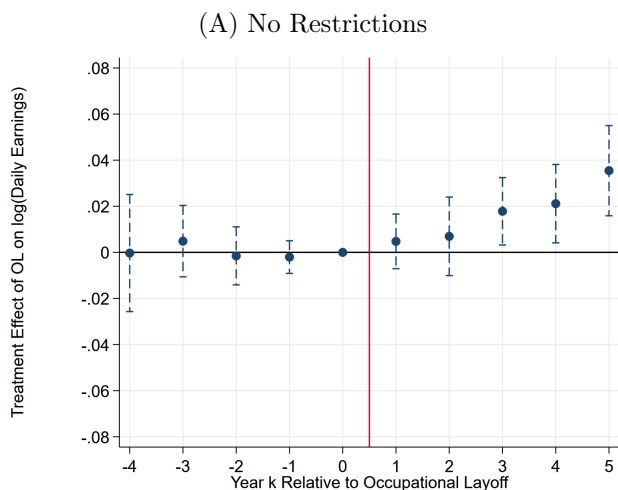 (A) No Restrictions
Treatment Effect of OL on log(Daily Earnings)
.08
.06
.04
.02
0
-.02
-.04
-.06
-.08
-4 -3 -2 -1 0 1 2 3 4 5
Year k Relative to Occupational Layoff